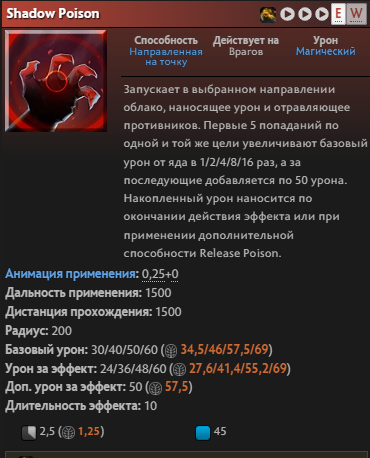 Shadow Poison E W
Способность Действует на Урон
Направленная Врагов Магический
на точку
Запускает в выбранном направлении
облако, наносящее урон и отравляющее
противников. Первые 5 попаданий по
одной и той же цели увеличивают базовый
урон от яда в 1/2/4/8/16 раз, а за
последующие добавляется по 50 урона.
Накопленный урон наносится по
окончании действия эффекта или при
применении дополнительной
способности Release Poison.
Анимация применения: 0,25+0
Дальность применения: 1500
Дистанция прохождения: 1500
Радиус: 200
Базовый урон: 30/40/50/60 (34,5/46/57,5/69)
Урон за эффект: 24/36/48/60 (27,6/41,4/55,2/69)
Доп. урон за эффект: 50 (57,5)
Длительность эффекта: 10
2,5 (1,25) 45